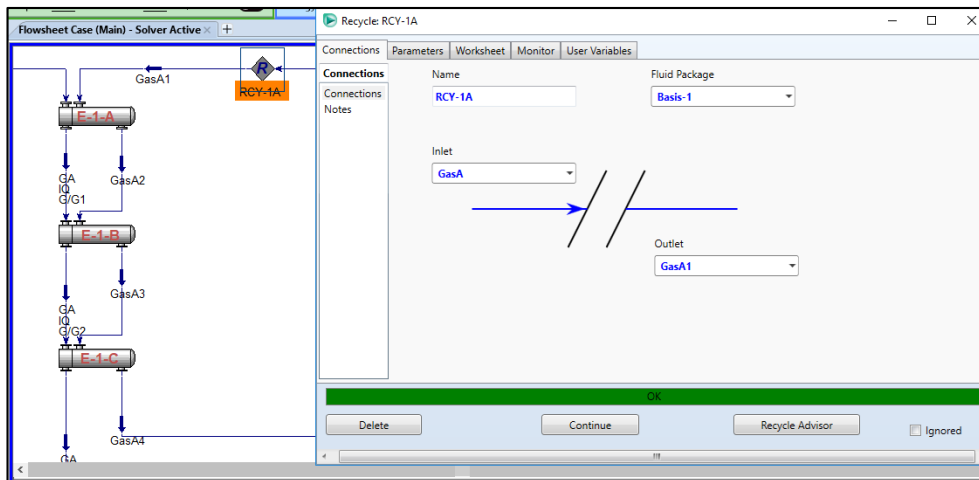 Flowsheet Case (Main) - Solver Active × +
GasA1
R
RCY-1A
E-1-A
GA
IQ
G/G1
GasA2
E-1-B
GasA3
GA
IQ
G/G2
E-1-C
GasA4
GA
Recycle: RCY-1A
Connections Parameters Worksheet Monitor User Variables
Connections
Connections
Notes
Name
RCY-1A
Fluid Package
Basis-1
Inlet
GasA
Outlet
GasA1
OK
Delete Continue Recycle Advisor Ignored